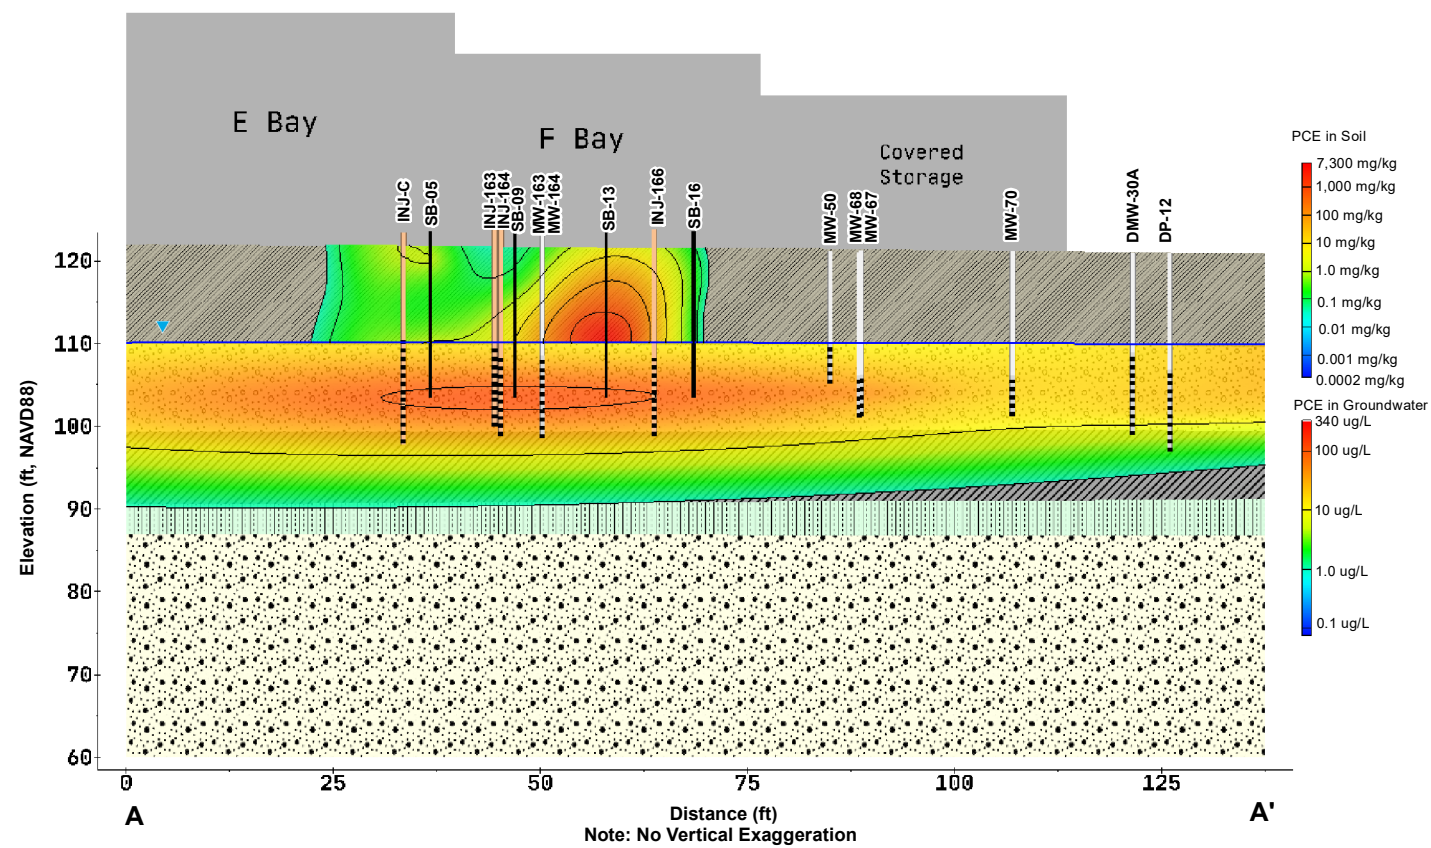 E Bay
F Bay
Covered
Storage
INJ-C
SB-05
INJ-163
INJ-164
SB-09
MW-163
MW-164
SB-13
INJ-166
SB-16
MW-50
MW-68
MW-67
MW-70
DMW-30A
DP-12
PCE in Soil
7,300 mg/kg
1,000 mg/kg
100 mg/kg
10 mg/kg
1.0 mg/kg
0.1 mg/kg
0.01 mg/kg
0.001 mg/kg
0.0002 mg/kg
PCE in Groundwater
340 ug/L
100 ug/L
10 ug/L
1.0 ug/L
0.1 ug/L
Elevation (ft, NAVD88)
120
110
100
90
80
70
60
0
25
50
75
100
125
A
A'
Distance (ft)
Note: No Vertical Exaggeration